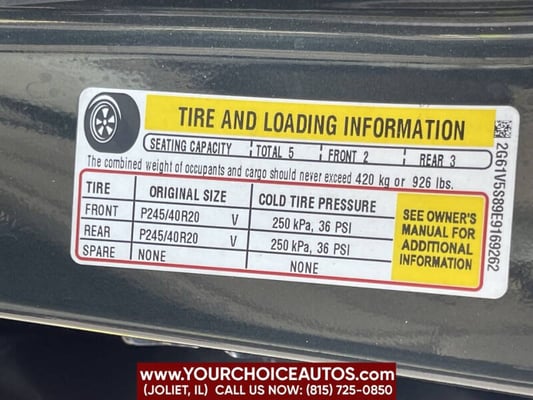 TIRE AND LOADING INFORMATION
SEATING CAPACITY TOTAL 5 FRONT 2 REAR 3
The combined weight of occupants and cargo should never exceed 420 kg or 926 lbs.
TIRE ORIGINAL SIZE COLD TIRE PRESSURE
FRONT P245/40R20 V 250 kPa, 36 PSI
REAR P245/40R20 V 250 kPa, 36 PSI
SPARE NONE NONE
SEE OWNER'S
MANUAL FOR
ADDITIONAL
INFORMATION
2G61V5S89E9169262
www.YOURCHOICEAUTOS.COM
(JOLIET, IL) CALL US NOW: (815) 725-0850